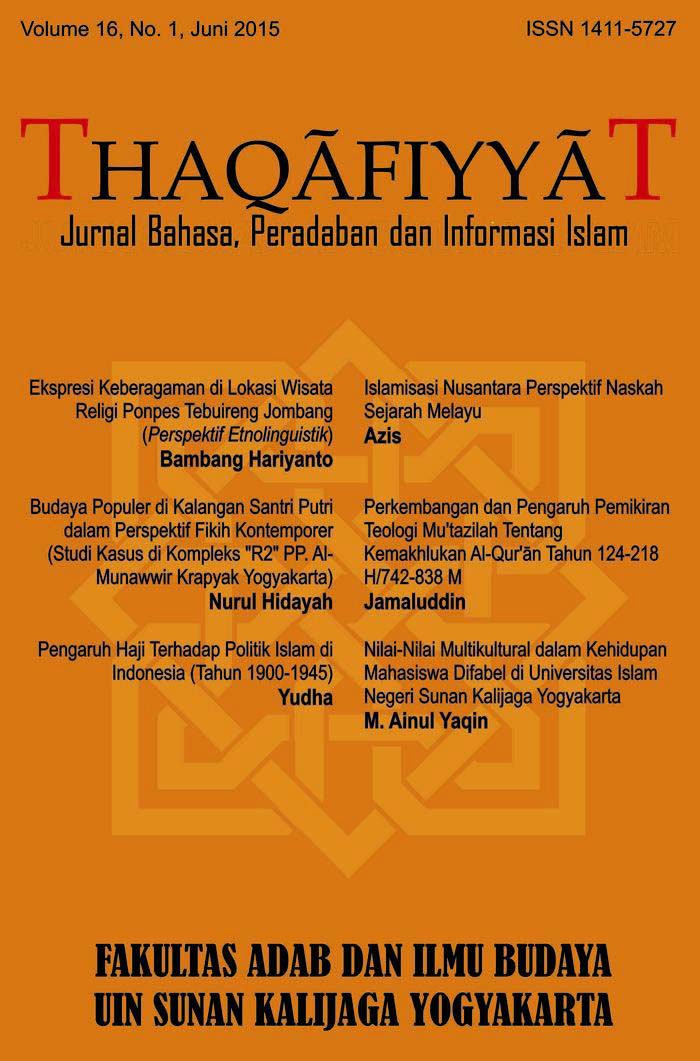 Volume 16, No. 1, Juni 2015
ISSN 1411-5727
THAQÃFIYYÃT
Jurnal Bahasa, Peradaban dan Informasi Islam
Ekspresi Keberagaman di Lokasi Wisata
Religi Ponpes Tebuireng Jombang
(Perspektif Etnolinguistik)
Bambang Hariyanto
Budaya Populer di Kalangan Santri Putri
dalam Perspektif Fikih Kontemporer
(Studi Kasus di Kompleks "R2" PP. Al-
Munawwir Krapyak Yogyakarta)
Nurul Hidayah
Pengaruh Haji Terhadap Politik Islam di
Indonesia (Tahun 1900-1945)
Yudha
Islamisasi Nusantara Perspektif Naskah
Sejarah Melayu
Azis
Perkembangan dan Pengaruh Pemikiran
Teologi Mu'tazilah Tentang
Kemakhlukan Al-Qur'ãn Tahun 124-218
H/742-838 M
Jamaluddin
Nilai-Nilai Multikultural dalam Kehidupan
Mahasiswa Difabel di Universitas Islam
Negeri Sunan Kalijaga Yogyakarta
M. Ainul Yaqin
FAKULTAS ADAB DAN ILMU BUDAYA
UIN SUNAN KALIJAGA YOGYAKARTA